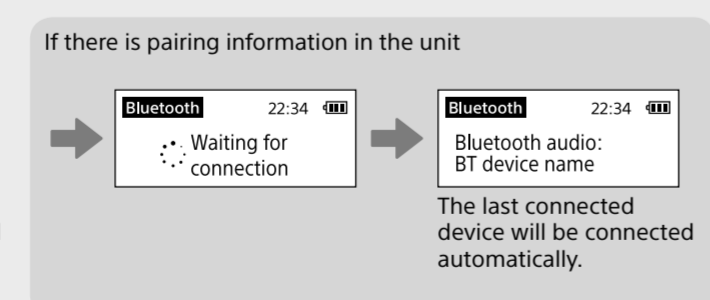 If there is pairing information in the unit
Bluetooth 22:34
Waiting for
connection
Bluetooth 22:34
Bluetooth audio:
BT device name
The last connected
device will be connected
automatically.